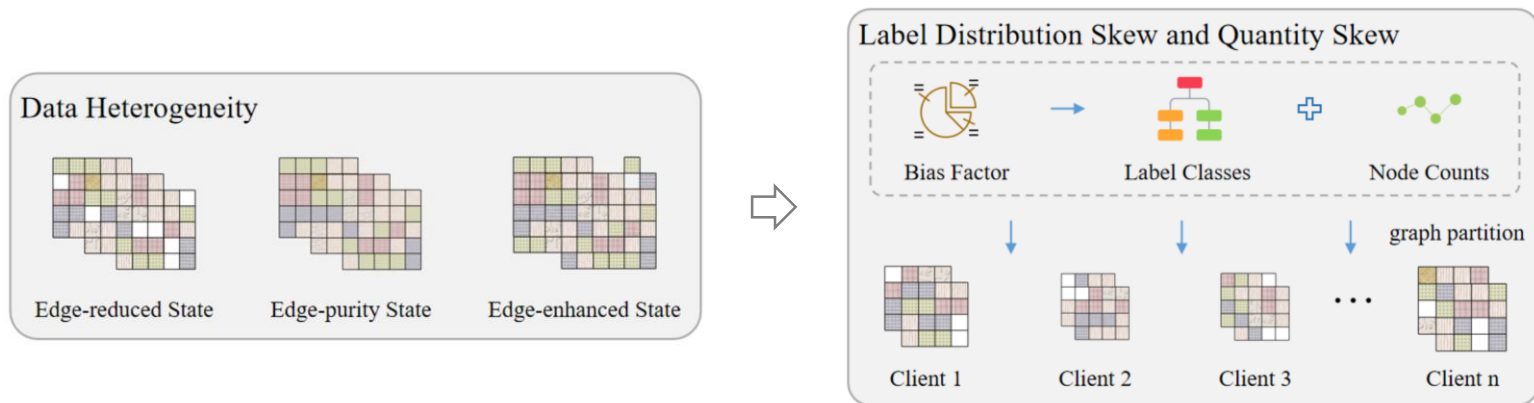 Data Heterogeneity
Edge-reduced State
Edge-purity State
Edge-enhanced State
Label Distribution Skew and Quantity Skew
Bias Factor
Label Classes
Node Counts
graph partition
...
Client 1
Client 2
Client 3
Client n